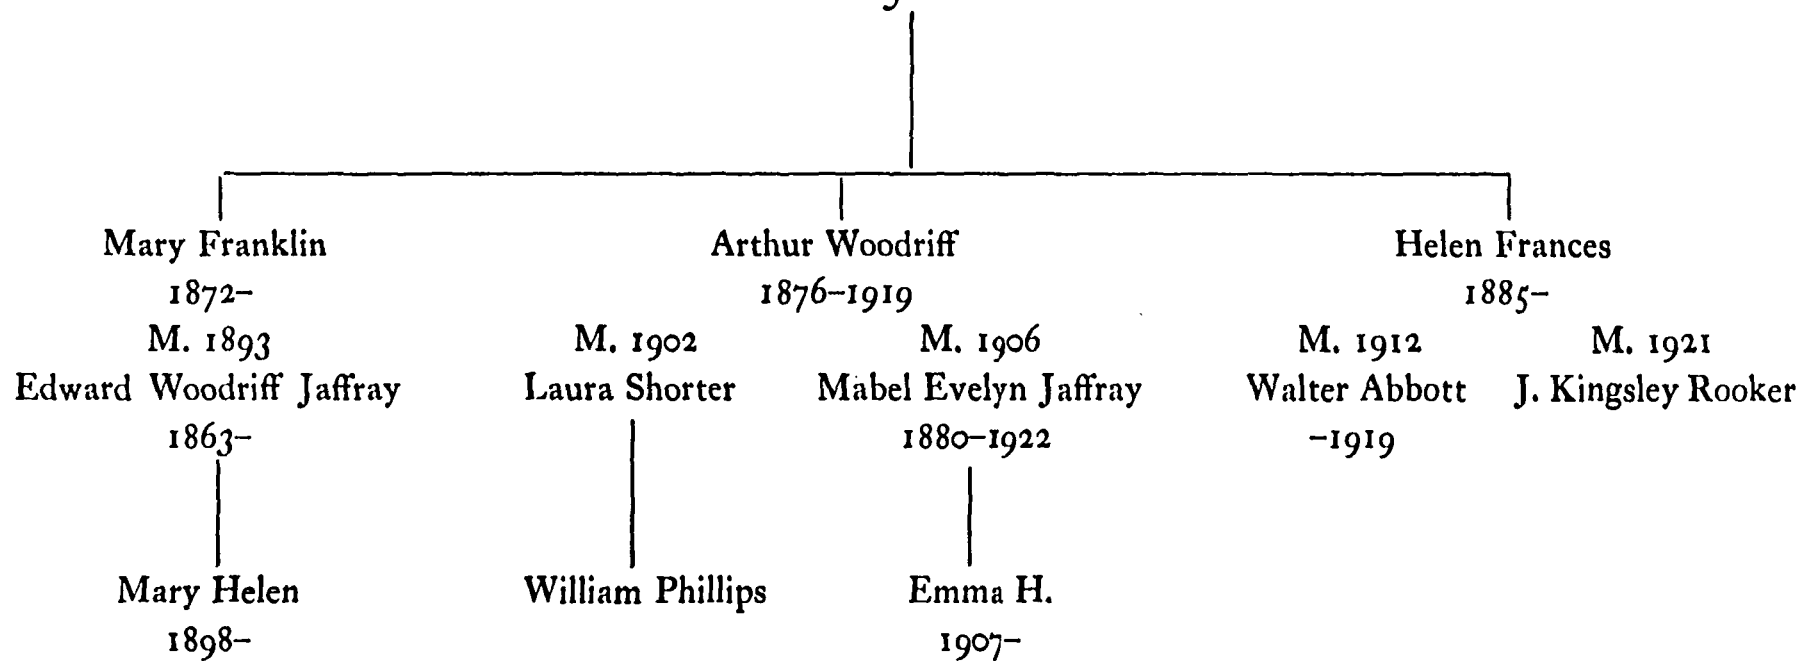 Mary Franklin
1872–
M. 1893
Edward Woodriff Jaffray
1863–
Mary Helen
1898–
Arthur Woodriff
1876–1919
M. 1902
Laura Shorter
William Phillips
M. 1906
Mabel Evelyn Jaffray
1880–1922
Emma H.
1907–
Helen Frances
1885–
M. 1912
Walter Abbott
–1919
M. 1921
J. Kingsley Rooker